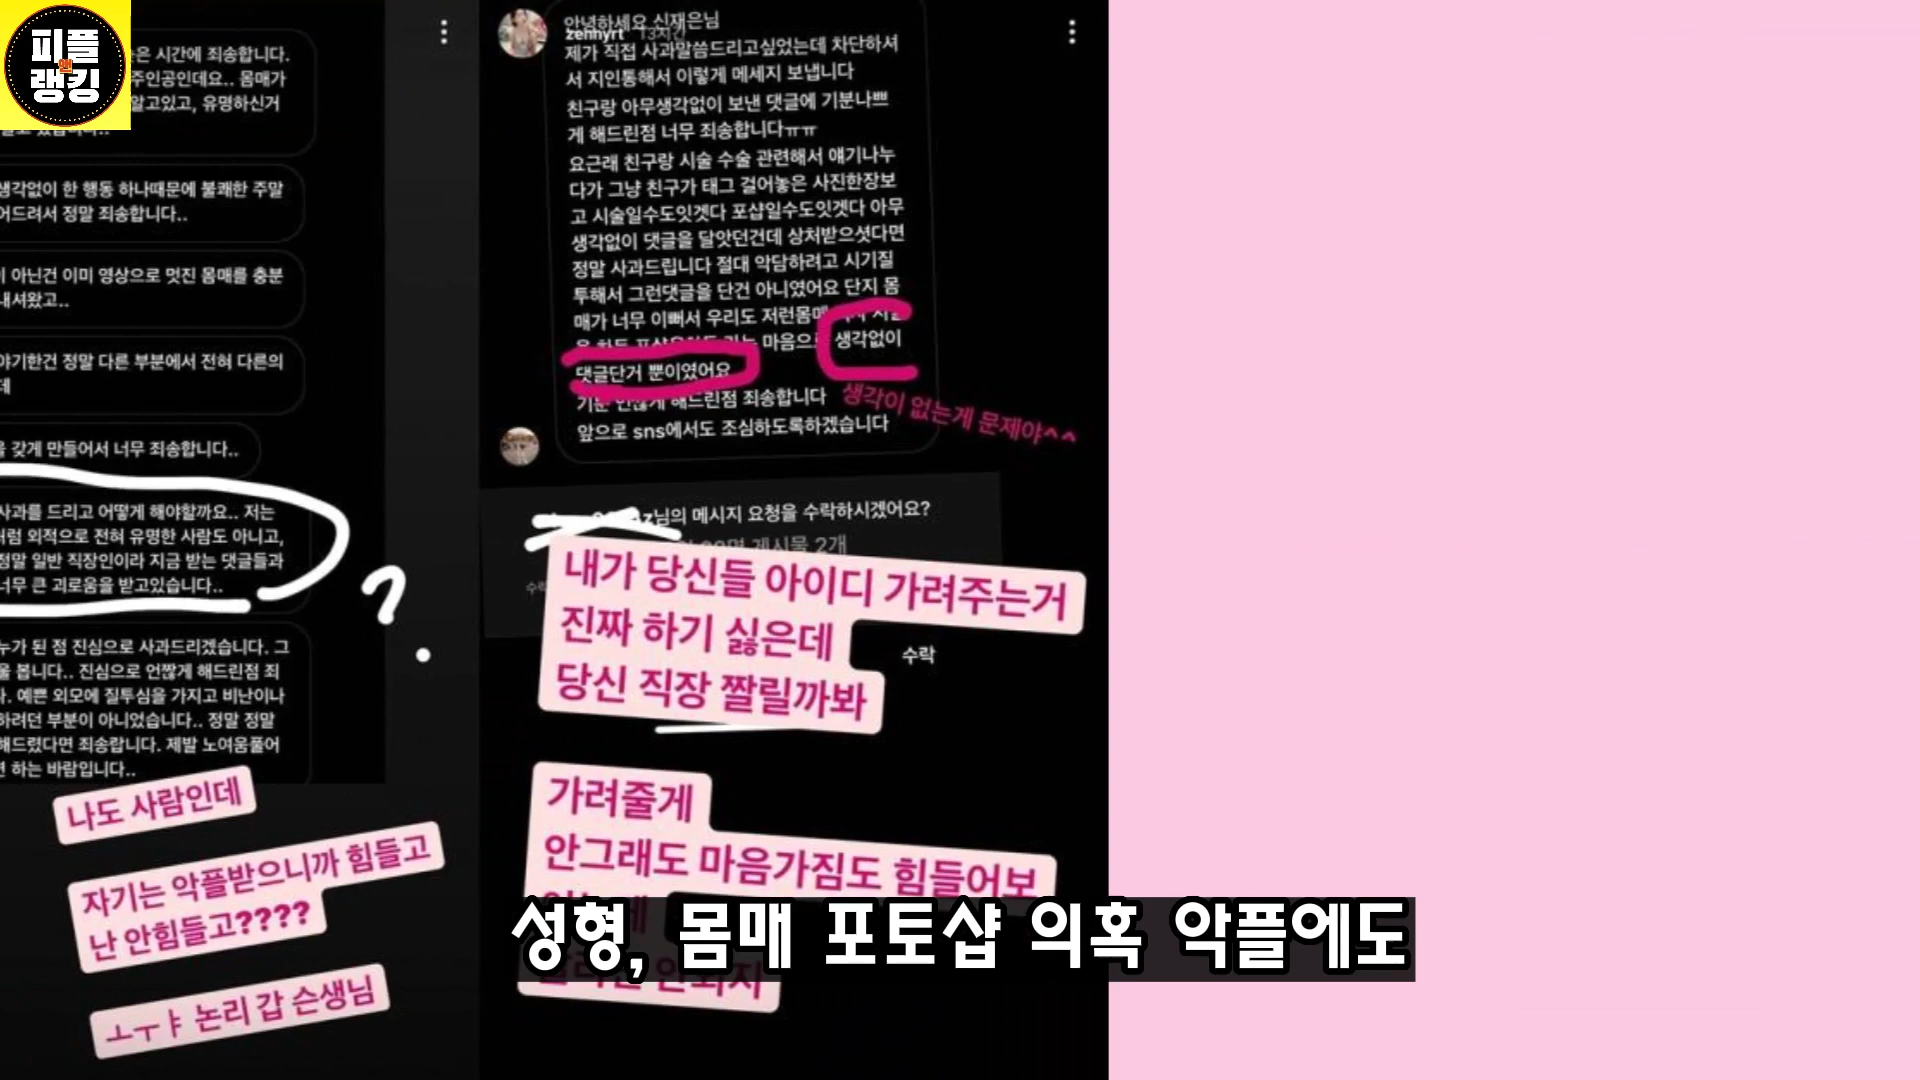 피플
앤
랭킹
은 시간에 죄송합니다.
주인공인데요.. 몸매가
알고있고, 유명하신거
생각없이 한 행동 하나때문에 불쾌한 주말
어드려서 정말 죄송합니다..
아닌건 이미 영상으로 멋진 몸매를 충분
내셔왔고..
야기한건 정말 다른 부분에서 전혀 다른의
데
갖게 만들어서 너무 죄송합니다..
사과를 드리고 어떻게 해야할까요.. 저는
럼 외적으로 전혀 유명한 사람도 아니고,
정말 일반 직장인이라 지금 받는 댓글들과
너무 큰 괴로움을 받고있습니다..
?
누가 된 점 진심으로 사과드리겠습니다. 그
울 봅니다.. 진심으로 언짢게 해드린점 죄
다. 예쁜 외모에 질투심을 가지고 비난이나
하려던 부분이 아니었습니다.. 정말 정말
해드렸다면 죄송랍니다. 제발 노여움풀어
면 하는 바람입니다..
나도 사람인데
자기는 악플받으니까 힘들고
난 안힘들고????
ㅗㅜㅑ 논리 갑 슨생님
안녕하세요 신재은님
zennyrt 13시간
제가 직접 사과말씀드리고싶었는데 차단하셔
서 지인통해서 이렇게 메세지 보냅니다
친구랑 아무생각없이 보낸 댓글에 기분나쁘
게 해드린점 너무 죄송합니다ㅠㅠ
요근래 친구랑 시술 수술 관련해서 얘기나누
다가 그냥 친구가 태그 걸어놓은 사진한장보
고 시술일수도잇겟다 포샵일수도잇겟다 아무
생각없이 댓글을 달앗던건데 상처받으셧다면
정말 사과드립니다 절대 악담하려고 시기질
투해서 그런댓글을 단건 아니였어요 단지 몸
매가 너무 이뻐서 우리도 저런몸매
마음으로 생각없이
댓글단거 뿐이였어요
기분 언짢게 해드린점 죄송합니다
생각이 없는게 문제야^^
앞으로 sns에서도 조심하도록하겠습니다
z님의 메시지 요청을 수락하시겠어요?
게시물 2개
내가 당신들 아이디 가려주는거
진짜 하기 싫은데
당신 직장 짤릴까봐
수락
가려줄게
안그래도 마음가짐도 힘들어보
성형, 몸매 포토샵 의혹 악플에도